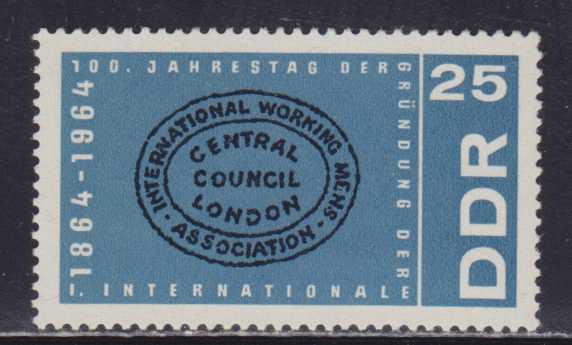 100. JAHRESTAG DER
GRÜNDUNG DER
I. INTERNATIONALE
1864-1964
INTERNATIONAL WORKING MENS
· ASSOCIATION ·
CENTRAL
COUNCIL
LONDON
25
DDR